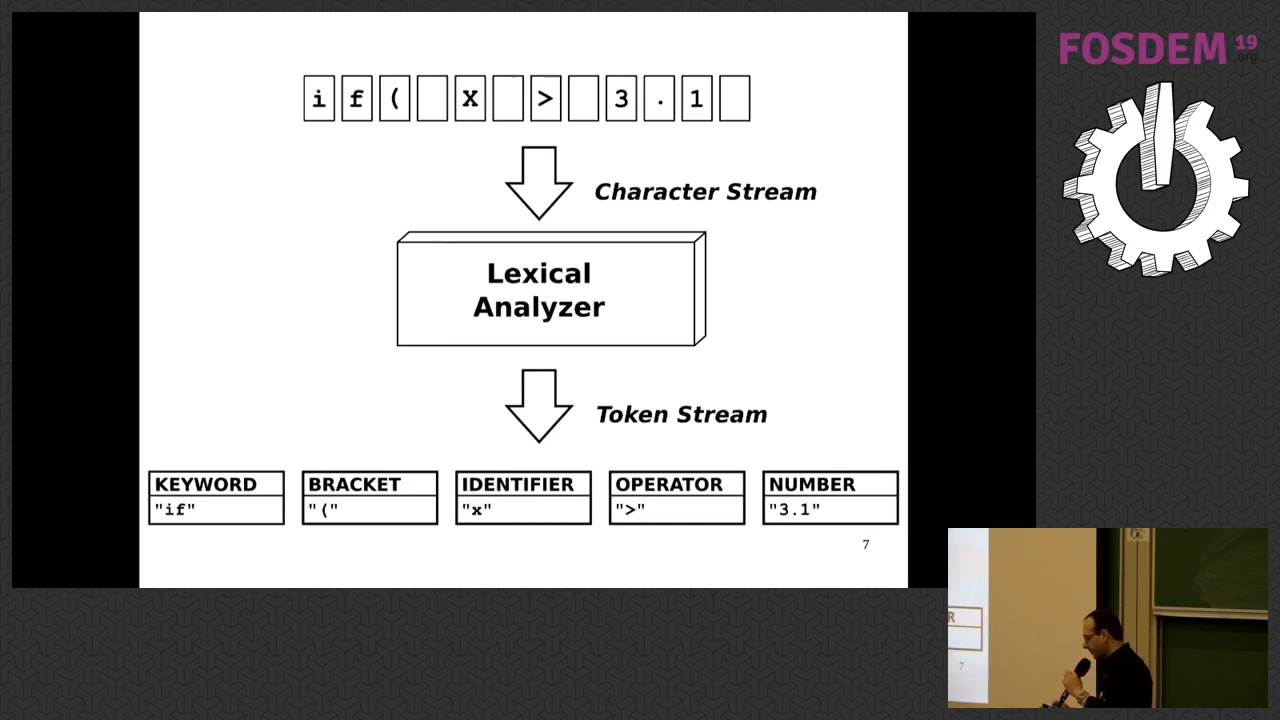 FOSDEM 19
.org
i f ( X > 3 . 1
Character Stream
Lexical
Analyzer
Token Stream
KEYWORD BRACKET IDENTIFIER OPERATOR NUMBER
"if" "(" "x" ">" "3.1"
7
R
7